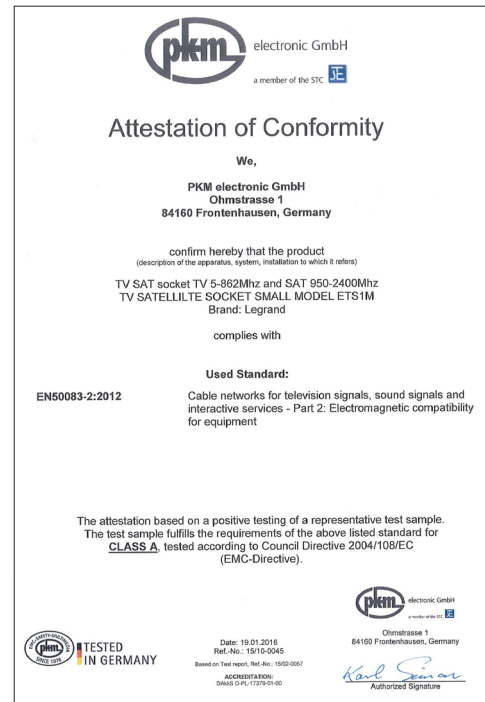 pkm electronic GmbH
a member of the STC
Attestation of Conformity
We,
PKM electronic GmbH
Ohmstrasse 1
84160 Frontenhausen, Germany
confirm hereby that the product
(description of the apparatus, system, installation to which it refers)
TV SAT socket TV 5-862Mhz and SAT 950-2400Mhz
TV SATELLILTE SOCKET SMALL MODEL ETS1M
Brand: Legrand
complies with
Used Standard:
EN50083-2:2012 Cable networks for television signals, sound signals and
interactive services - Part 2: Electromagnetic compatibility
for equipment
The attestation based on a positive testing of a representative test sample.
The test sample fulfills the requirements of the above listed standard for
CLASS A, tested according to Council Directive 2004/108/EC
(EMC-Directive).
pkm electronic GmbH
a member of the STC
Ohmstrasse 1
84160 Frontenhausen, Germany
pkm
SINCE 1978
TESTED
IN GERMANY
Date: 19.01.2016
Ref.-No.: 15/10-0045
Based on Test report, Ref.-No.: 15/02-0057
ACCREDITATION:
DAkkS D-PL-17379-01-00
Karl
Authorized Signature